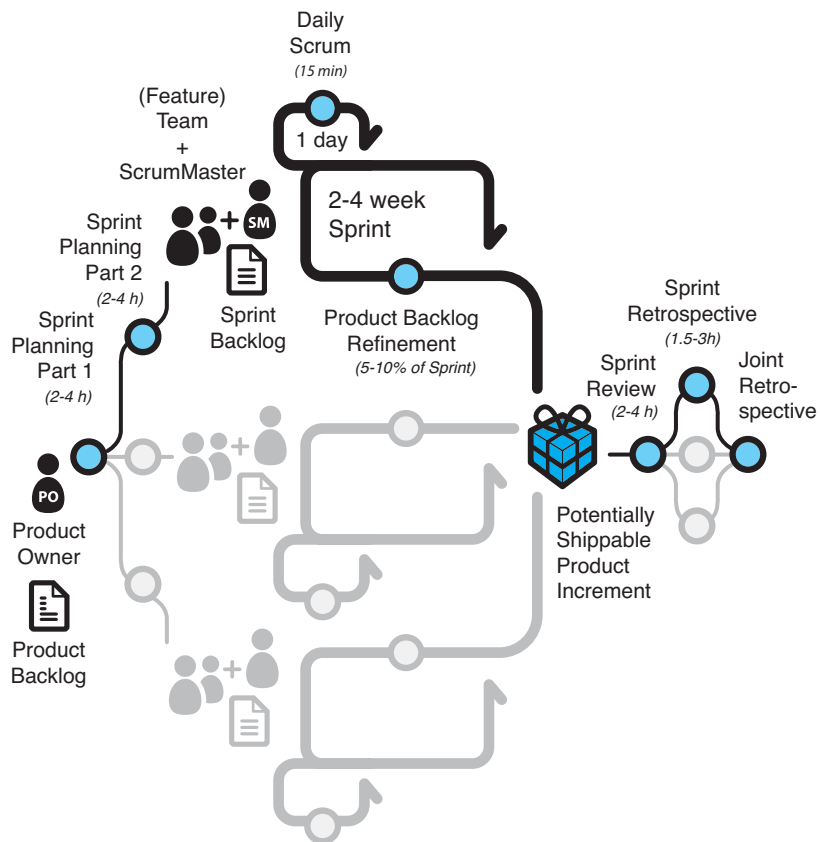 Daily
Scrum
(15 min)
1 day
(Feature)
Team
+
ScrumMaster
+
SM
Sprint
Planning
Part 2
(2-4 h)
Sprint
Backlog
2-4 week
Sprint
Product Backlog
Refinement
(5-10% of Sprint)
Sprint
Planning
Part 1
(2-4 h)
PO
Product
Owner
Product
Backlog
+
+
Potentially
Shippable
Product
Increment
Sprint
Review
(2-4 h)
Sprint
Retrospective
(1.5-3h)
Joint
Retro-
spective